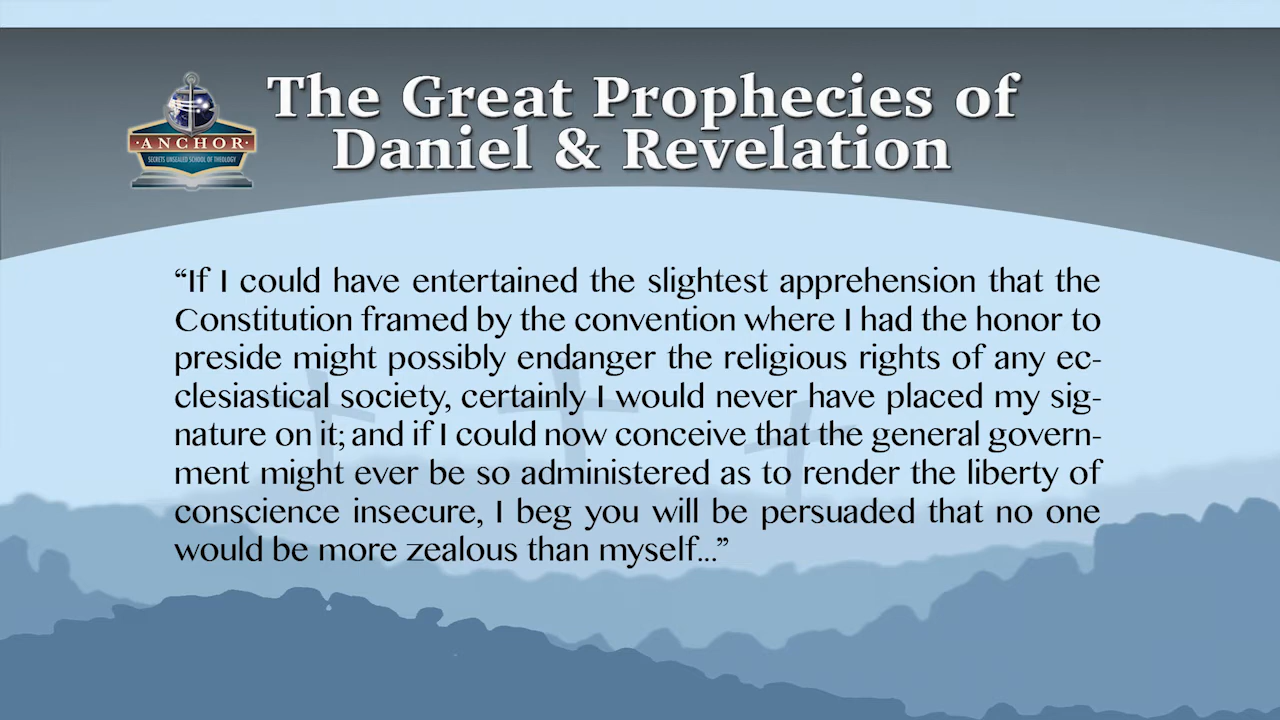 The Great Prophecies of
Daniel & Revelation
·ANCHOR·
SECRETS UNSEALED SCHOOL OF THEOLOGY
“If I could have entertained the slightest apprehension that the
Constitution framed by the convention where I had the honor to
preside might possibly endanger the religious rights of any ec-
clesiastical society, certainly I would never have placed my sig-
nature on it; and if I could now conceive that the general govern-
ment might ever be so administered as to render the liberty of
conscience insecure, I beg you will be persuaded that no one
would be more zealous than myself...”